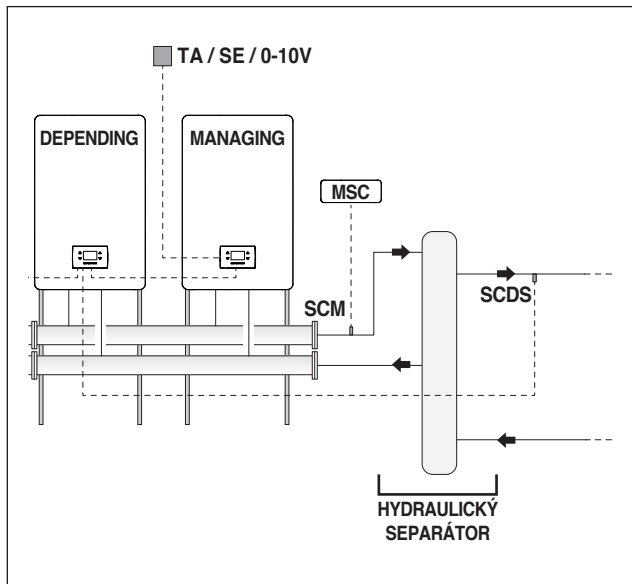 TA / SE / 0-10V
DEPENDING
MANAGING
MSC
SCM
SCDS
HYDRAULICKÝ
SEPARÁTOR